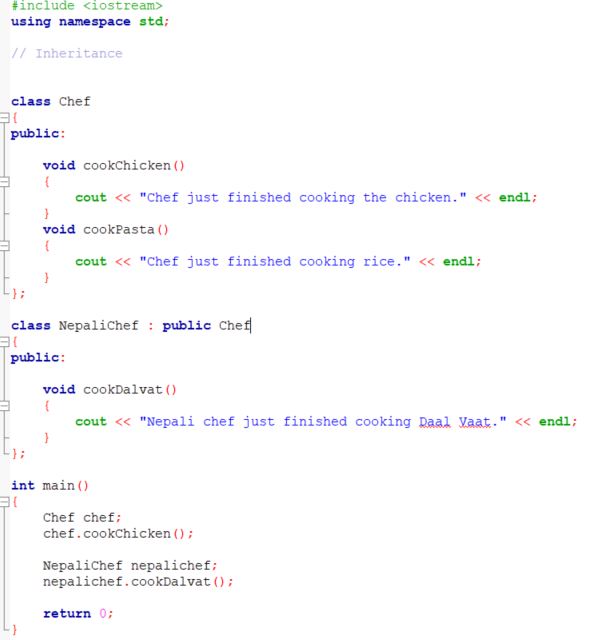 #include <iostream>
using namespace std;
// Inheritance
class Chef
{
public:
void cookChicken()
{
cout << "Chef just finished cooking the chicken." << endl;
}
void cookPasta()
{
cout << "Chef just finished cooking rice." << endl;
}
};
class NepaliChef : public Chef
{
public:
void cookDalvat()
{
cout << "Nepali chef just finished cooking Daal Vaat." << endl;
}
};
int main()
{
Chef chef;
chef.cookChicken();
NepaliChef nepalichef;
nepalichef.cookDalvat();
return 0;
}